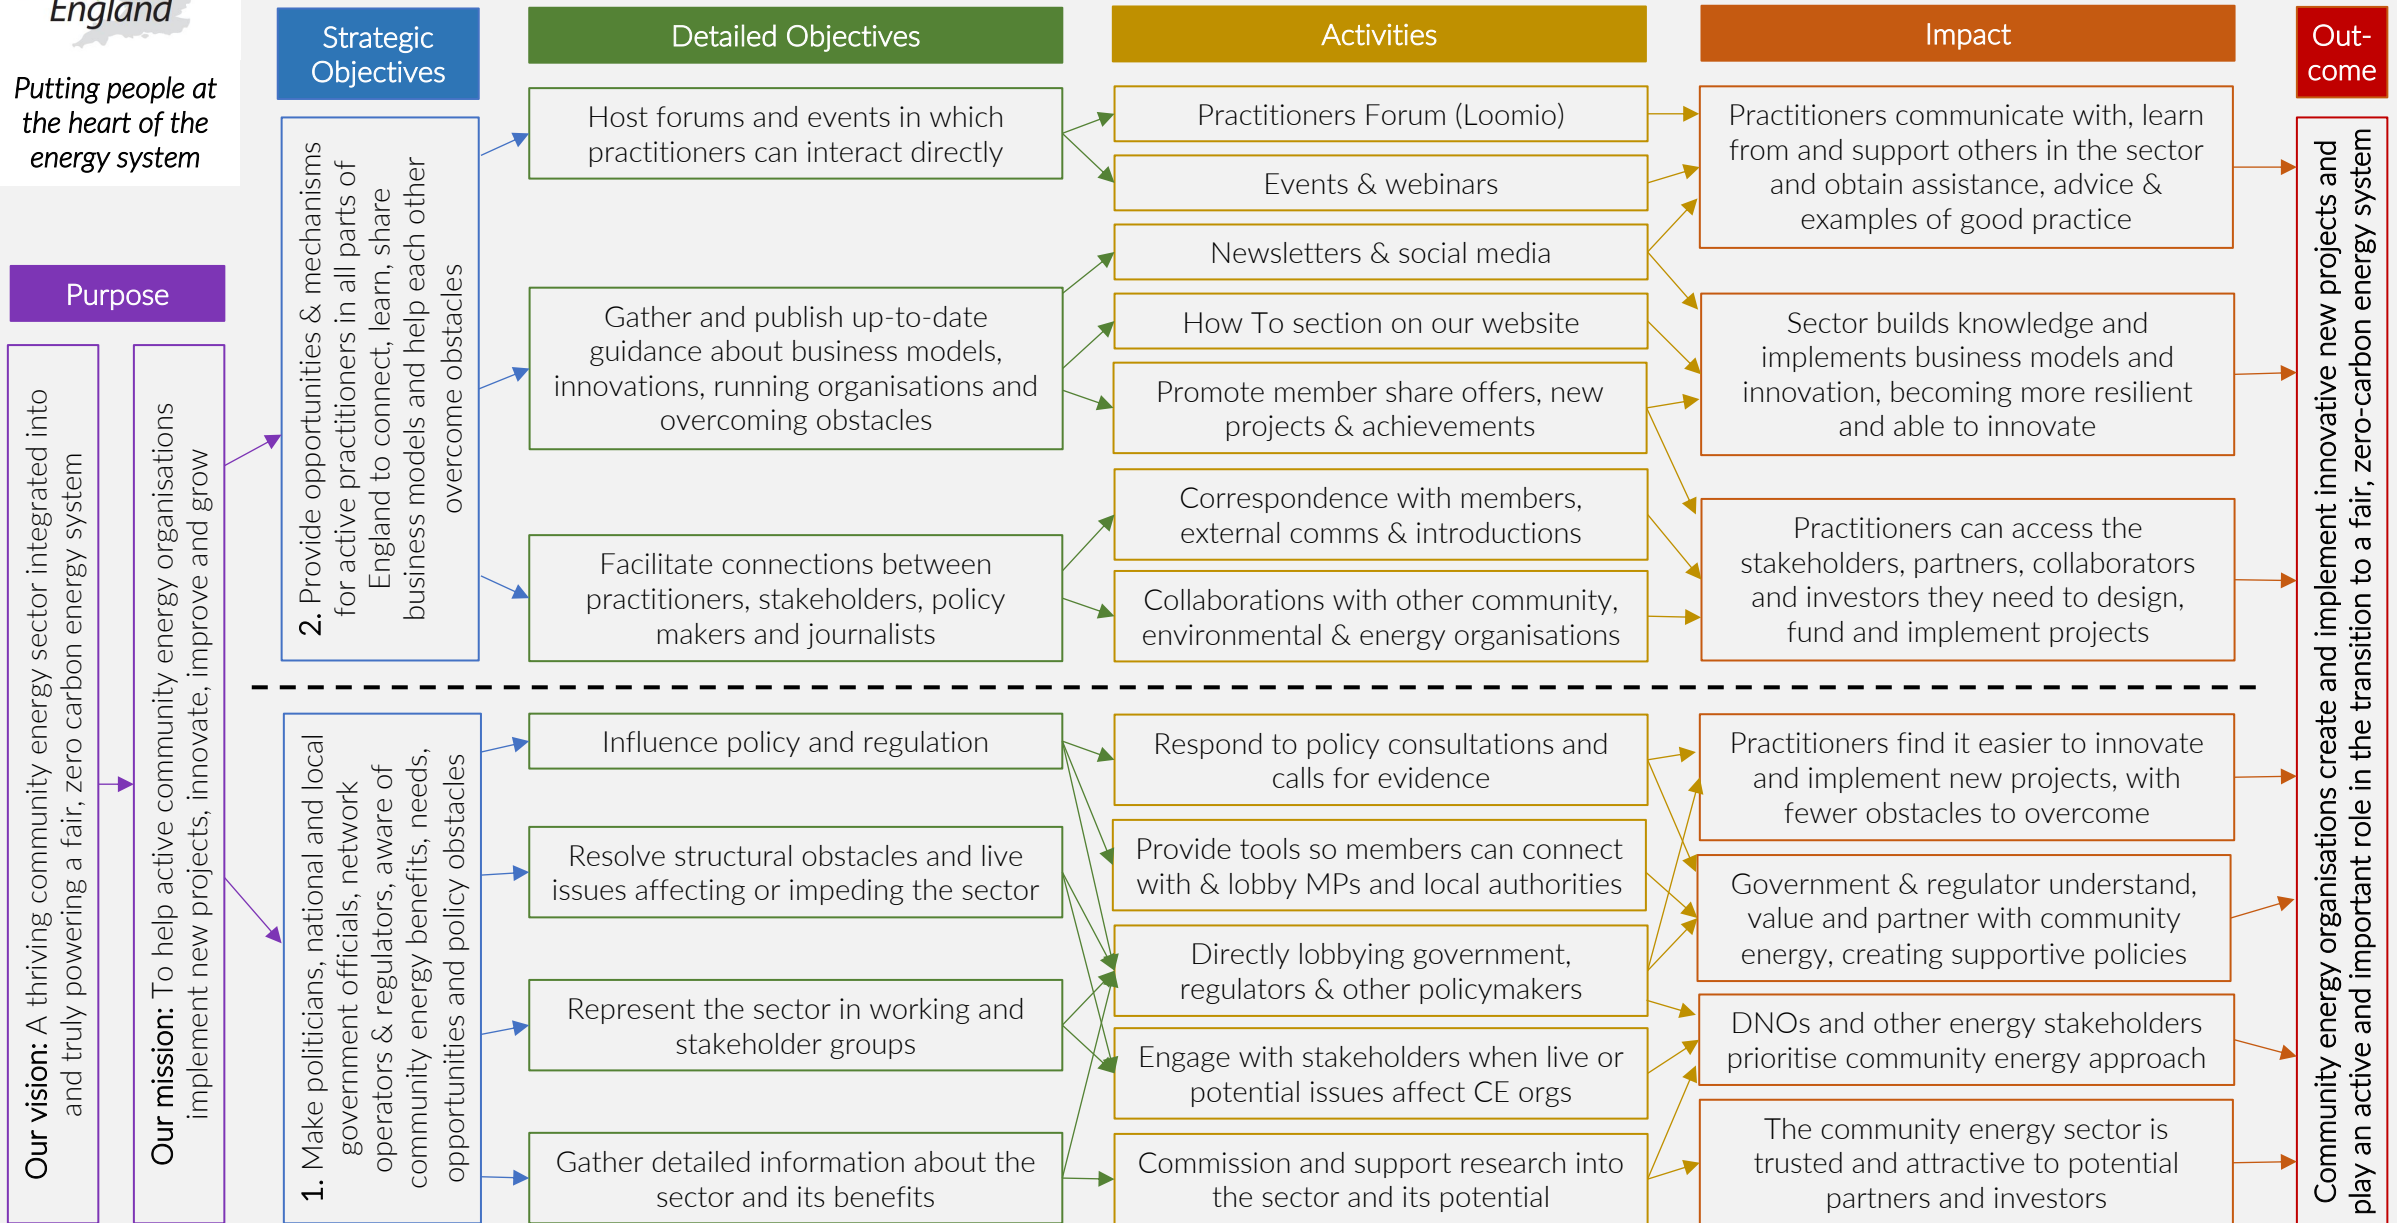 England
Putting people at
the heart of the
energy system
Purpose
Our vision: A thriving community energy sector integrated into
and truly powering a fair, zero carbon energy system
Our mission: To help active community energy organisations
implement new projects, innovate, improve and grow
Strategic
Objectives
2. Provide opportunities & mechanisms
for active practitioners in all parts of
England to connect, learn, share
business models and help each other
overcome obstacles
1. Make politicians, national and local
government officials, network
operators & regulators, aware of
community energy benefits, needs,
opportunities and policy obstacles
Detailed Objectives
Host forums and events in which
practitioners can interact directly
Gather and publish up-to-date
guidance about business models,
innovations, running organisations and
overcoming obstacles
Facilitate connections between
practitioners, stakeholders, policy
makers and journalists
Influence policy and regulation
Resolve structural obstacles and live
issues affecting or impeding the sector
Represent the sector in working and
stakeholder groups
Gather detailed information about the
sector and its benefits
Activities
Practitioners Forum (Loomio)
Events & webinars
Newsletters & social media
How To section on our website
Promote member share offers, new
projects & achievements
Correspondence with members,
external comms & introductions
Collaborations with other community,
environmental & energy organisations
Respond to policy consultations and
calls for evidence
Provide tools so members can connect
with & lobby MPs and local authorities
Directly lobbying government,
regulators & other policymakers
Engage with stakeholders when live or
potential issues affect CE orgs
Commission and support research into
the sector and its potential
Impact
Practitioners communicate with, learn
from and support others in the sector
and obtain assistance, advice &
examples of good practice
Sector builds knowledge and
implements business models and
innovation, becoming more resilient
and able to innovate
Practitioners can access the
stakeholders, partners, collaborators
and investors they need to design,
fund and implement projects
Practitioners find it easier to innovate
and implement new projects, with
fewer obstacles to overcome
Government & regulator understand,
value and partner with community
energy, creating supportive policies
DNOs and other energy stakeholders
prioritise community energy approach
The community energy sector is
trusted and attractive to potential
partners and investors
Out-
come
Community energy organisations create and implement innovative new projects and
play an active and important role in the transition to a fair, zero-carbon energy system